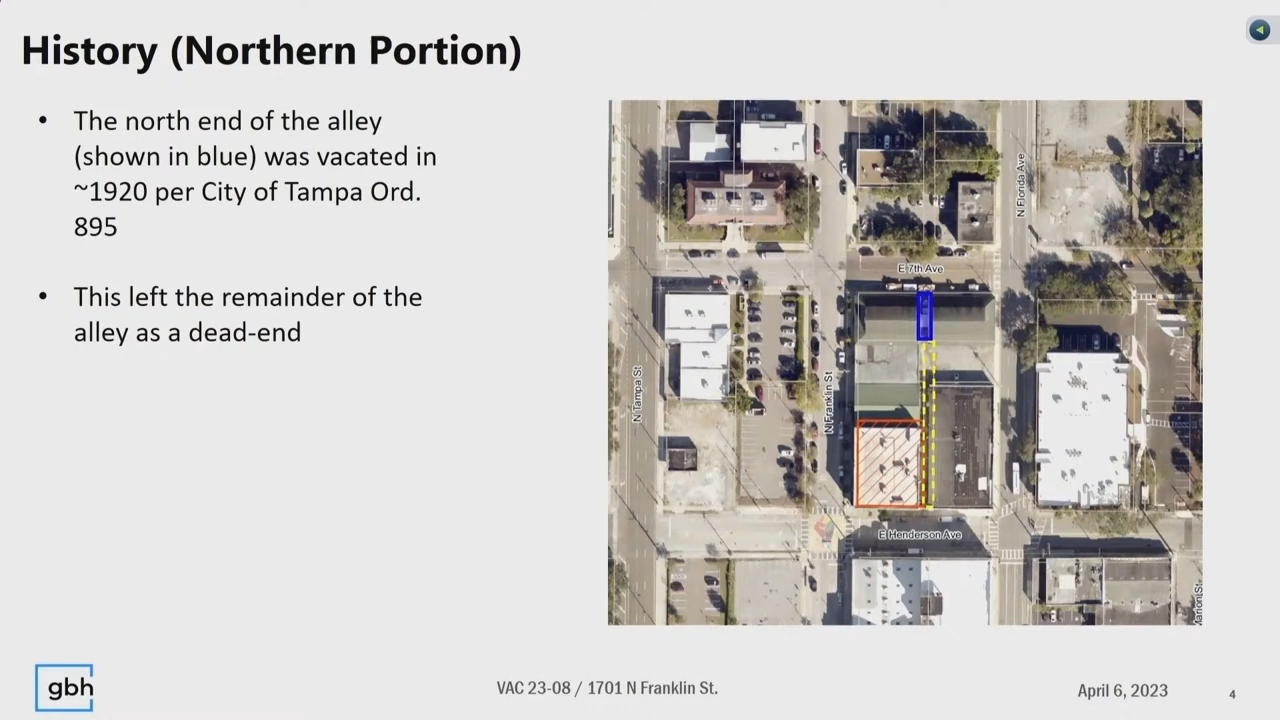 History (Northern Portion)
• The north end of the alley
(shown in blue) was vacated in
~1920 per City of Tampa Ord.
895
• This left the remainder of the
alley as a dead-end
N Florida Ave
E 7th Ave
N Tampa St
N Franklin St
E Henderson Ave
Marion St
gbh
VAC 23-08 / 1701 N Franklin St.
April 6, 2023
4